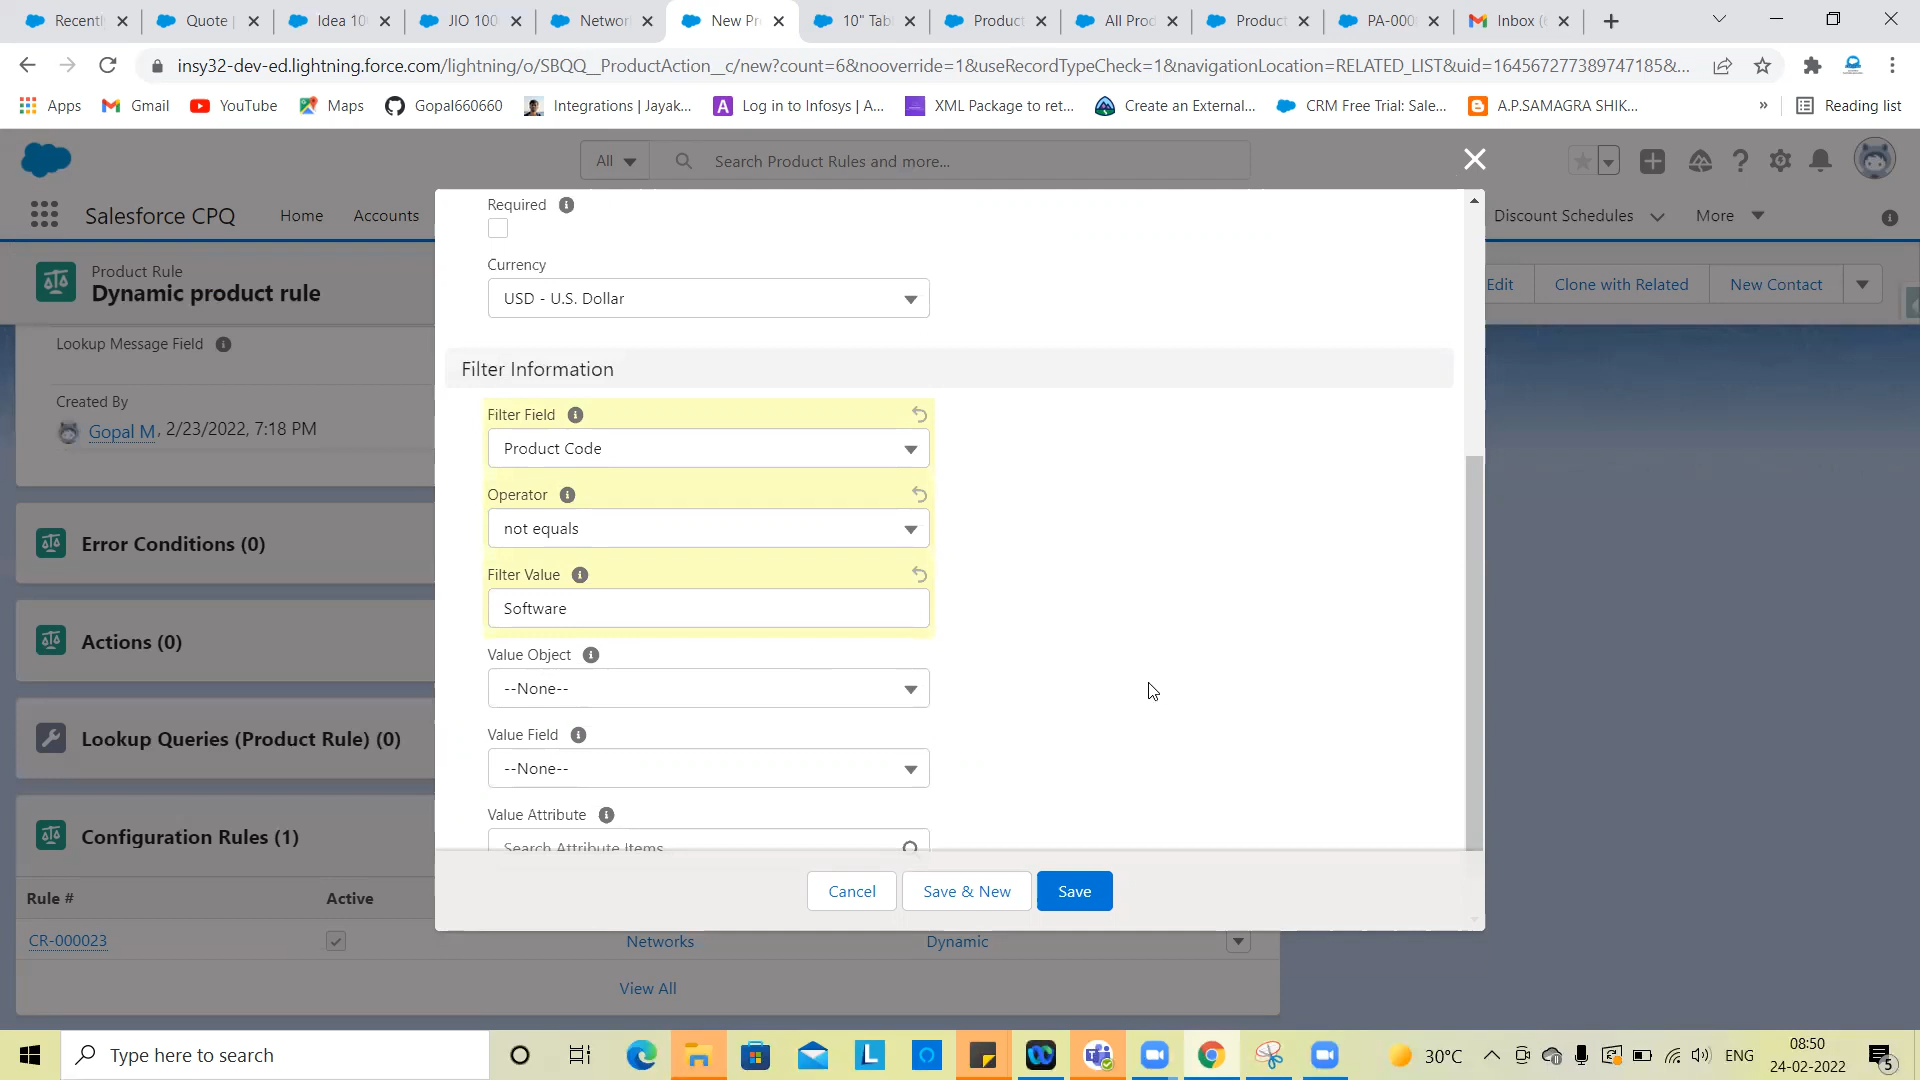 Recent
Quote
Idea 10
JIO 100
Networ
New Pr
10" Tab
Product
All Prod
Product
PA-000
Inbox (
insy32-dev-ed.lightning.force.com/lightning/o/SBQQ__ProductAction__c/new?count=6&nooverride=1&useRecordTypeCheck=1&navigationLocation=RELATED_LIST&uid=164567277389747185&...
Apps
Gmail
YouTube
Maps
Gopal660660
Integrations | Jayak...
Log in to Infosys | A...
XML Package to ret...
Create an External...
CRM Free Trial: Sale...
A.P.SAMAGRA SHIK...
»
Reading list
All
Search Product Rules and more...
Salesforce CPQ
Home
Accounts
Discount Schedules
More
Product Rule
Dynamic product rule
Edit
Clone with Related
New Contact
Lookup Message Field
Created By
Gopal M, 2/23/2022, 7:18 PM
Error Conditions (0)
Actions (0)
Lookup Queries (Product Rule) (0)
Configuration Rules (1)
Rule #
Active
CR-000023
Networks
Dynamic
View All
Required
Currency
USD - U.S. Dollar
Filter Information
Filter Field
Product Code
Operator
not equals
Filter Value
Software
Value Object
--None--
Value Field
--None--
Value Attribute
Search Attribute Items
Cancel
Save & New
Save
Type here to search
30°C
ENG
08:50
24-02-2022
5